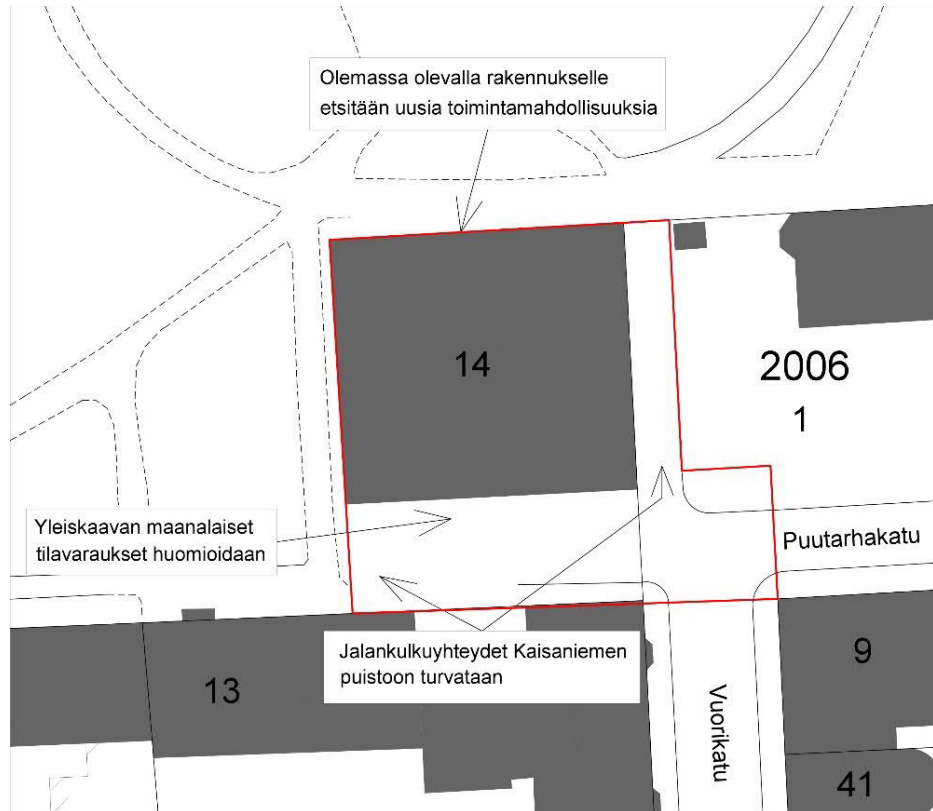 Olemassa olevalla rakennukselle
etsitään uusia toimintamahdollisuuksia
14
2006
1
Yleiskaavan maanalaiset
tilavaraukset huomioidaan
Puutarhakatu
Jalankulkuyhteydet Kaisaniemen
puistoon turvataan
13
9
Vuorikatu
41